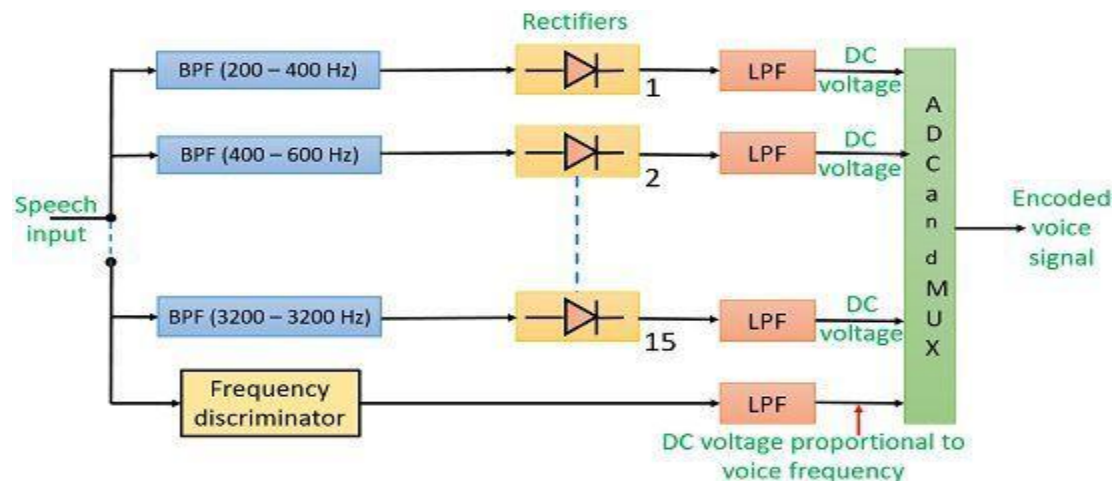 Rectifiers
BPF (200 – 400 Hz)
1
LPF
DC
voltage
BPF (400 – 600 Hz)
2
LPF
DC
voltage
Speech
input
BPF (3200 – 3200 Hz)
15
LPF
DC
voltage
Frequency
discriminator
LPF
DC voltage proportional to
voice frequency
A
D
C a
n
d
M
U
X
Encoded
voice
signal